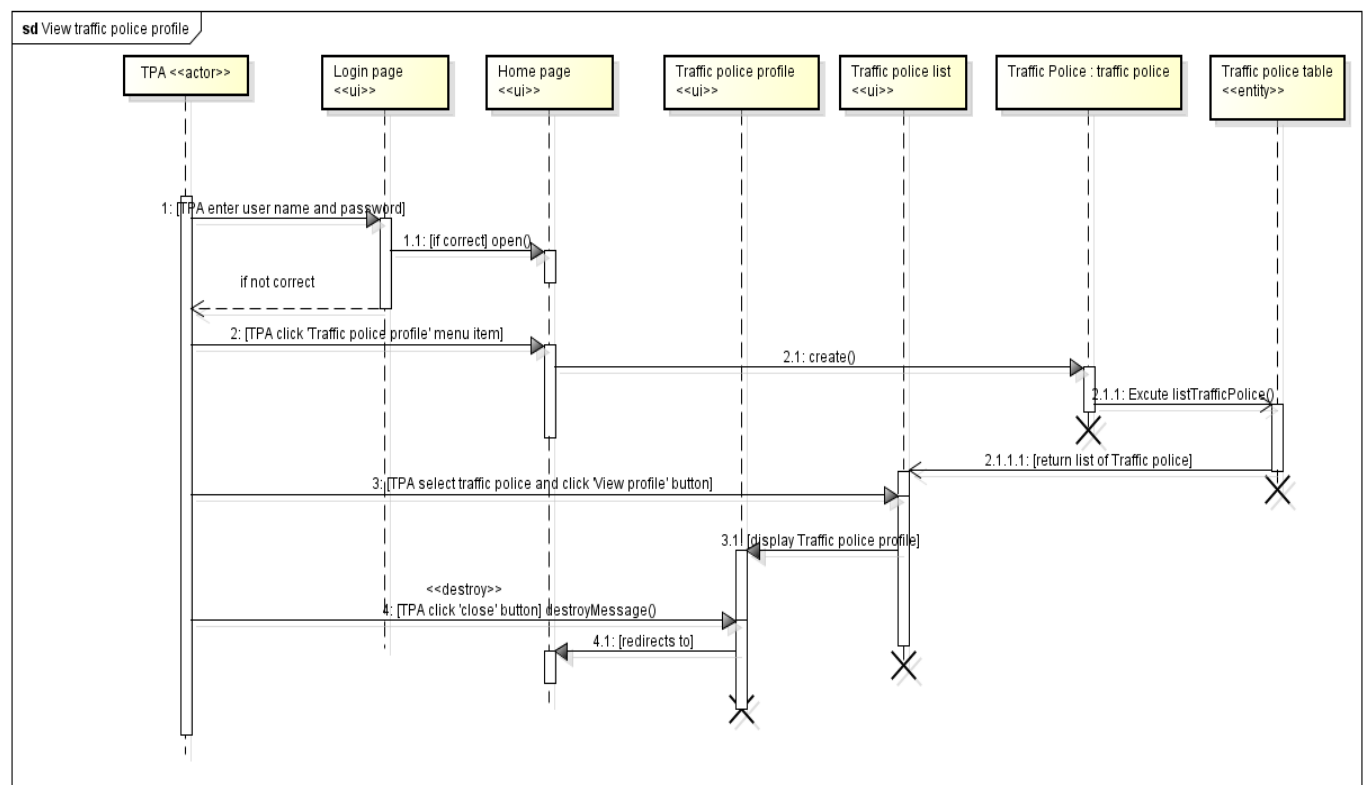 sd View traffic police profile
TPA <<actor>>
Login page
<<ui>>
Home page
<<ui>>
Traffic police profile
<<ui>>
Traffic police list
<<ui>>
Traffic Police : traffic police
Traffic police table
<<entity>>
1: [TPA enter user name and password]
1.1: [if correct] open()
if not correct
2: [TPA click 'Traffic police profile' menu item]
2.1: create()
2.1.1: Excute listTrafficPolice()
2.1.1.1: [return list of Traffic police]
3: [TPA select traffic police and click 'View profile' button]
3.1: [display Traffic police profile]
<<destroy>>
4: [TPA click 'close' button] destroyMessage()
4.1: [redirects to]